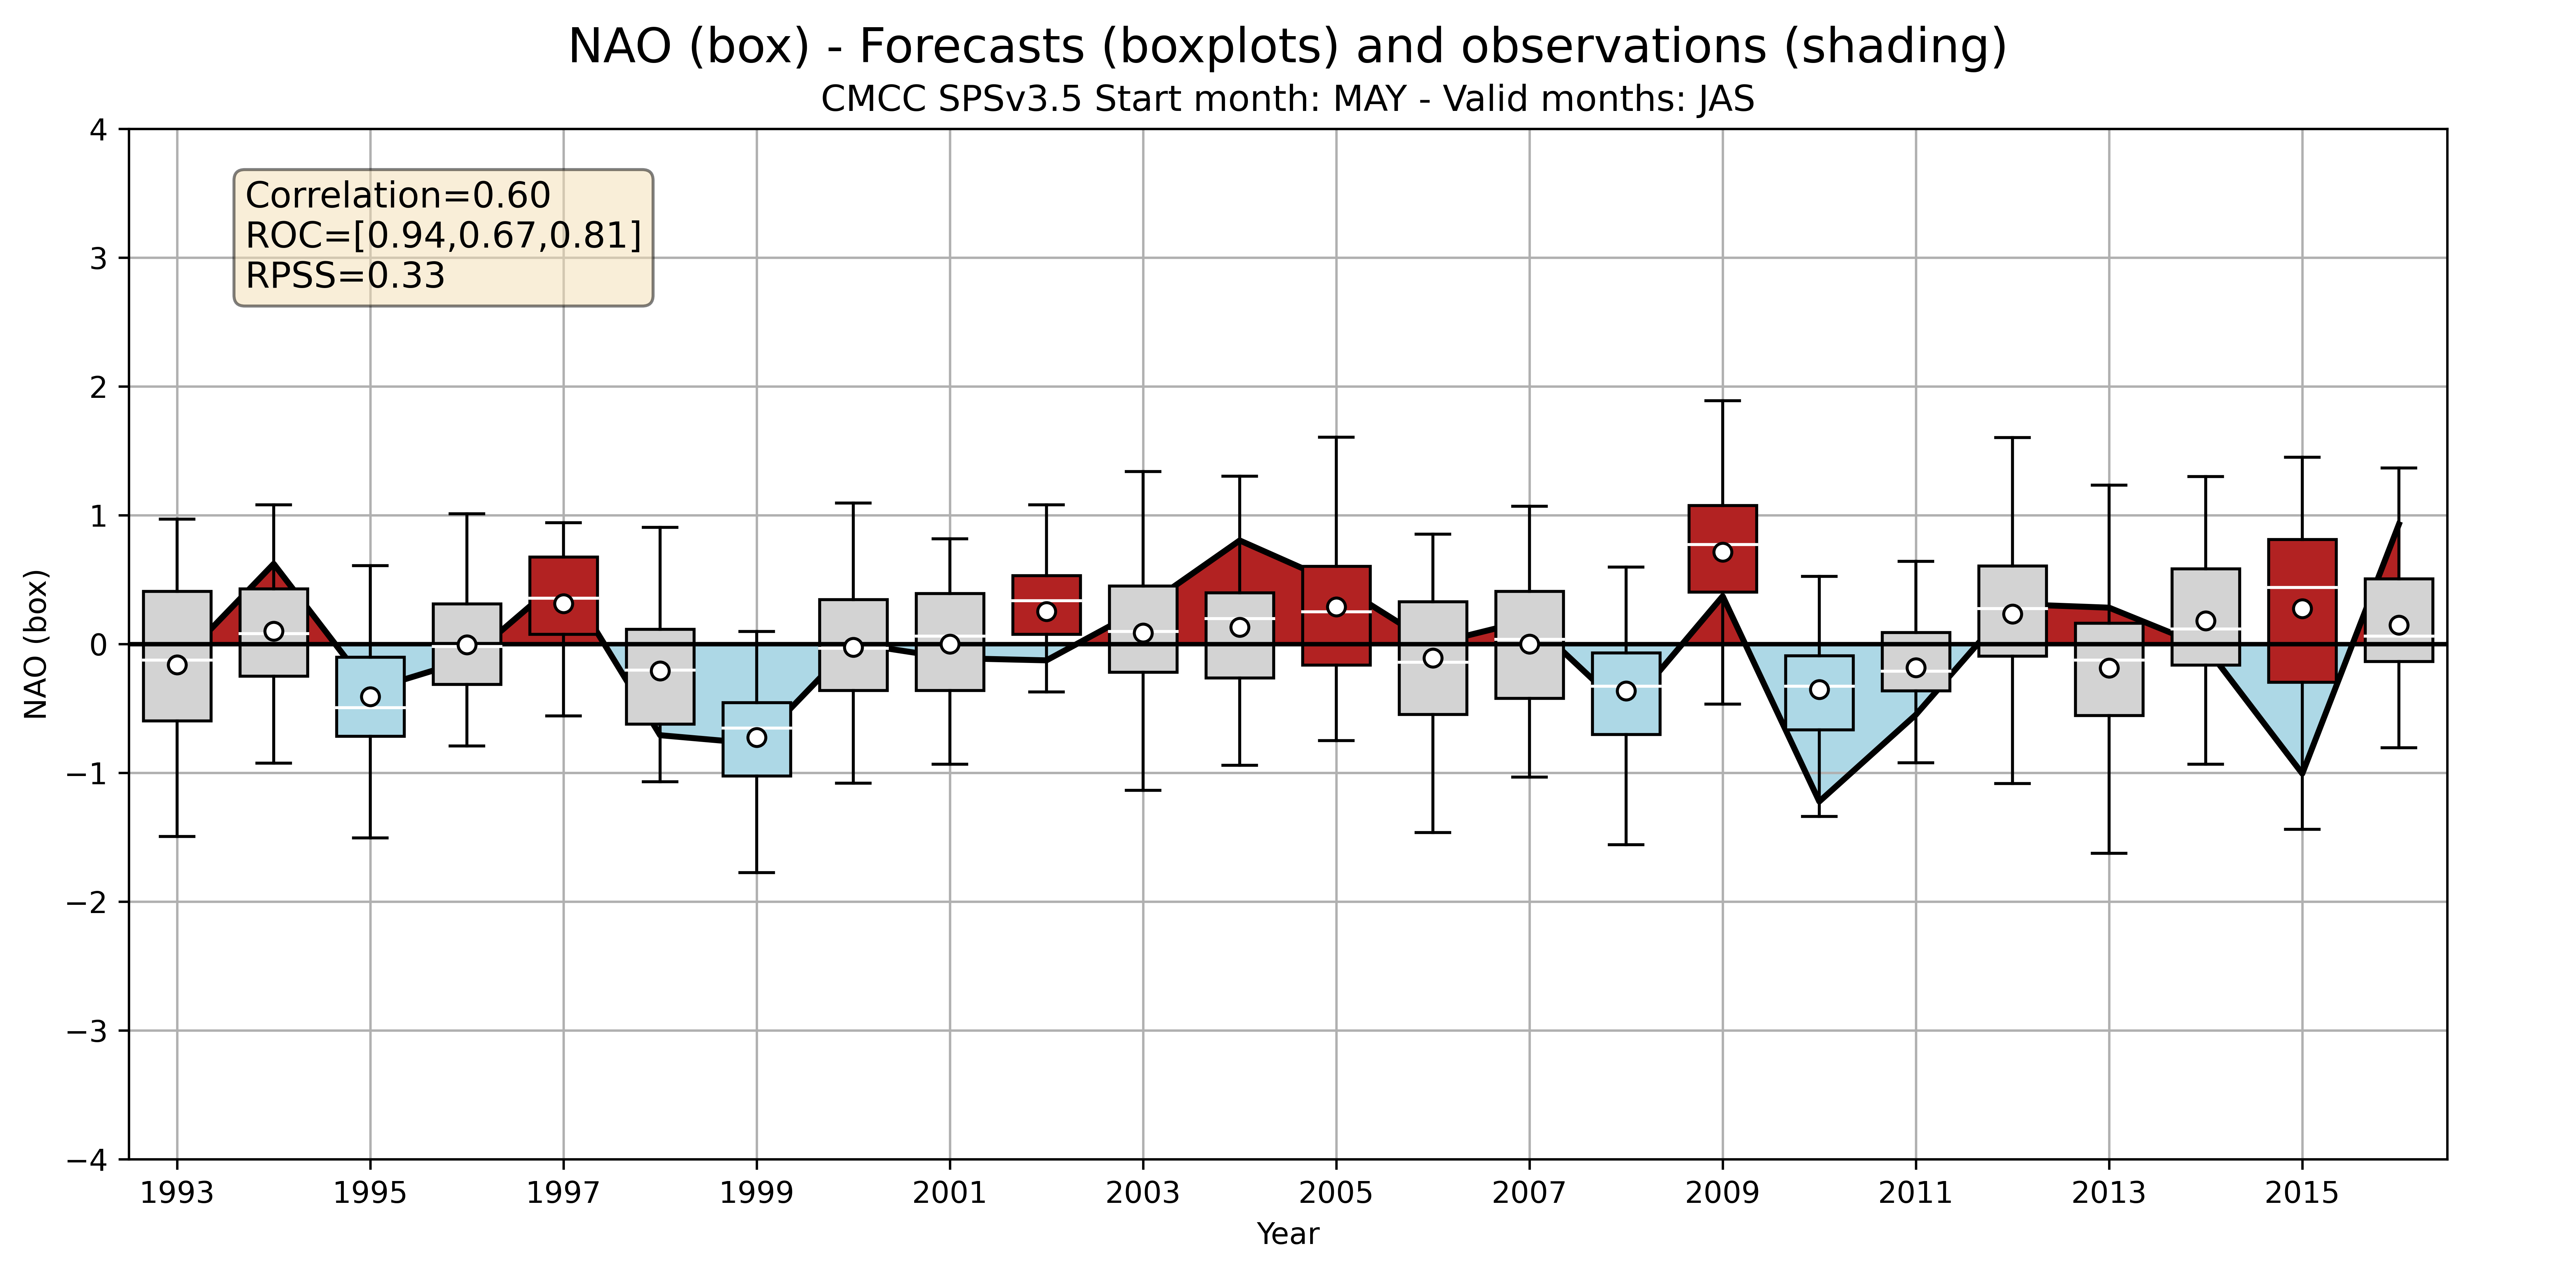 NAO (box) - Forecasts (boxplots) and observations (shading)
CMCC SPSv3.5 Start month: MAY - Valid months: JAS
Correlation=0.60
ROC=[0.94,0.67,0.81]
RPSS=0.33
NAO (box)
4
3
2
1
0
−1
−2
−3
−4
1993 1995 1997 1999 2001 2003 2005 2007 2009 2011 2013 2015
Year